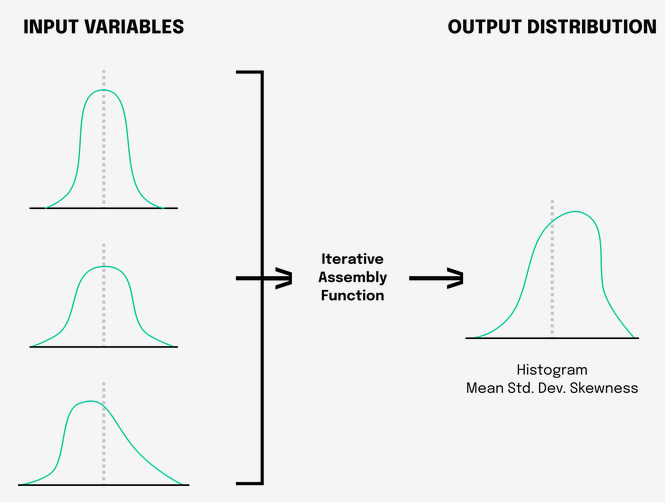 INPUT VARIABLES
OUTPUT DISTRIBUTION
Iterative
Assembly
Function
Histogram
Mean Std. Dev. Skewness